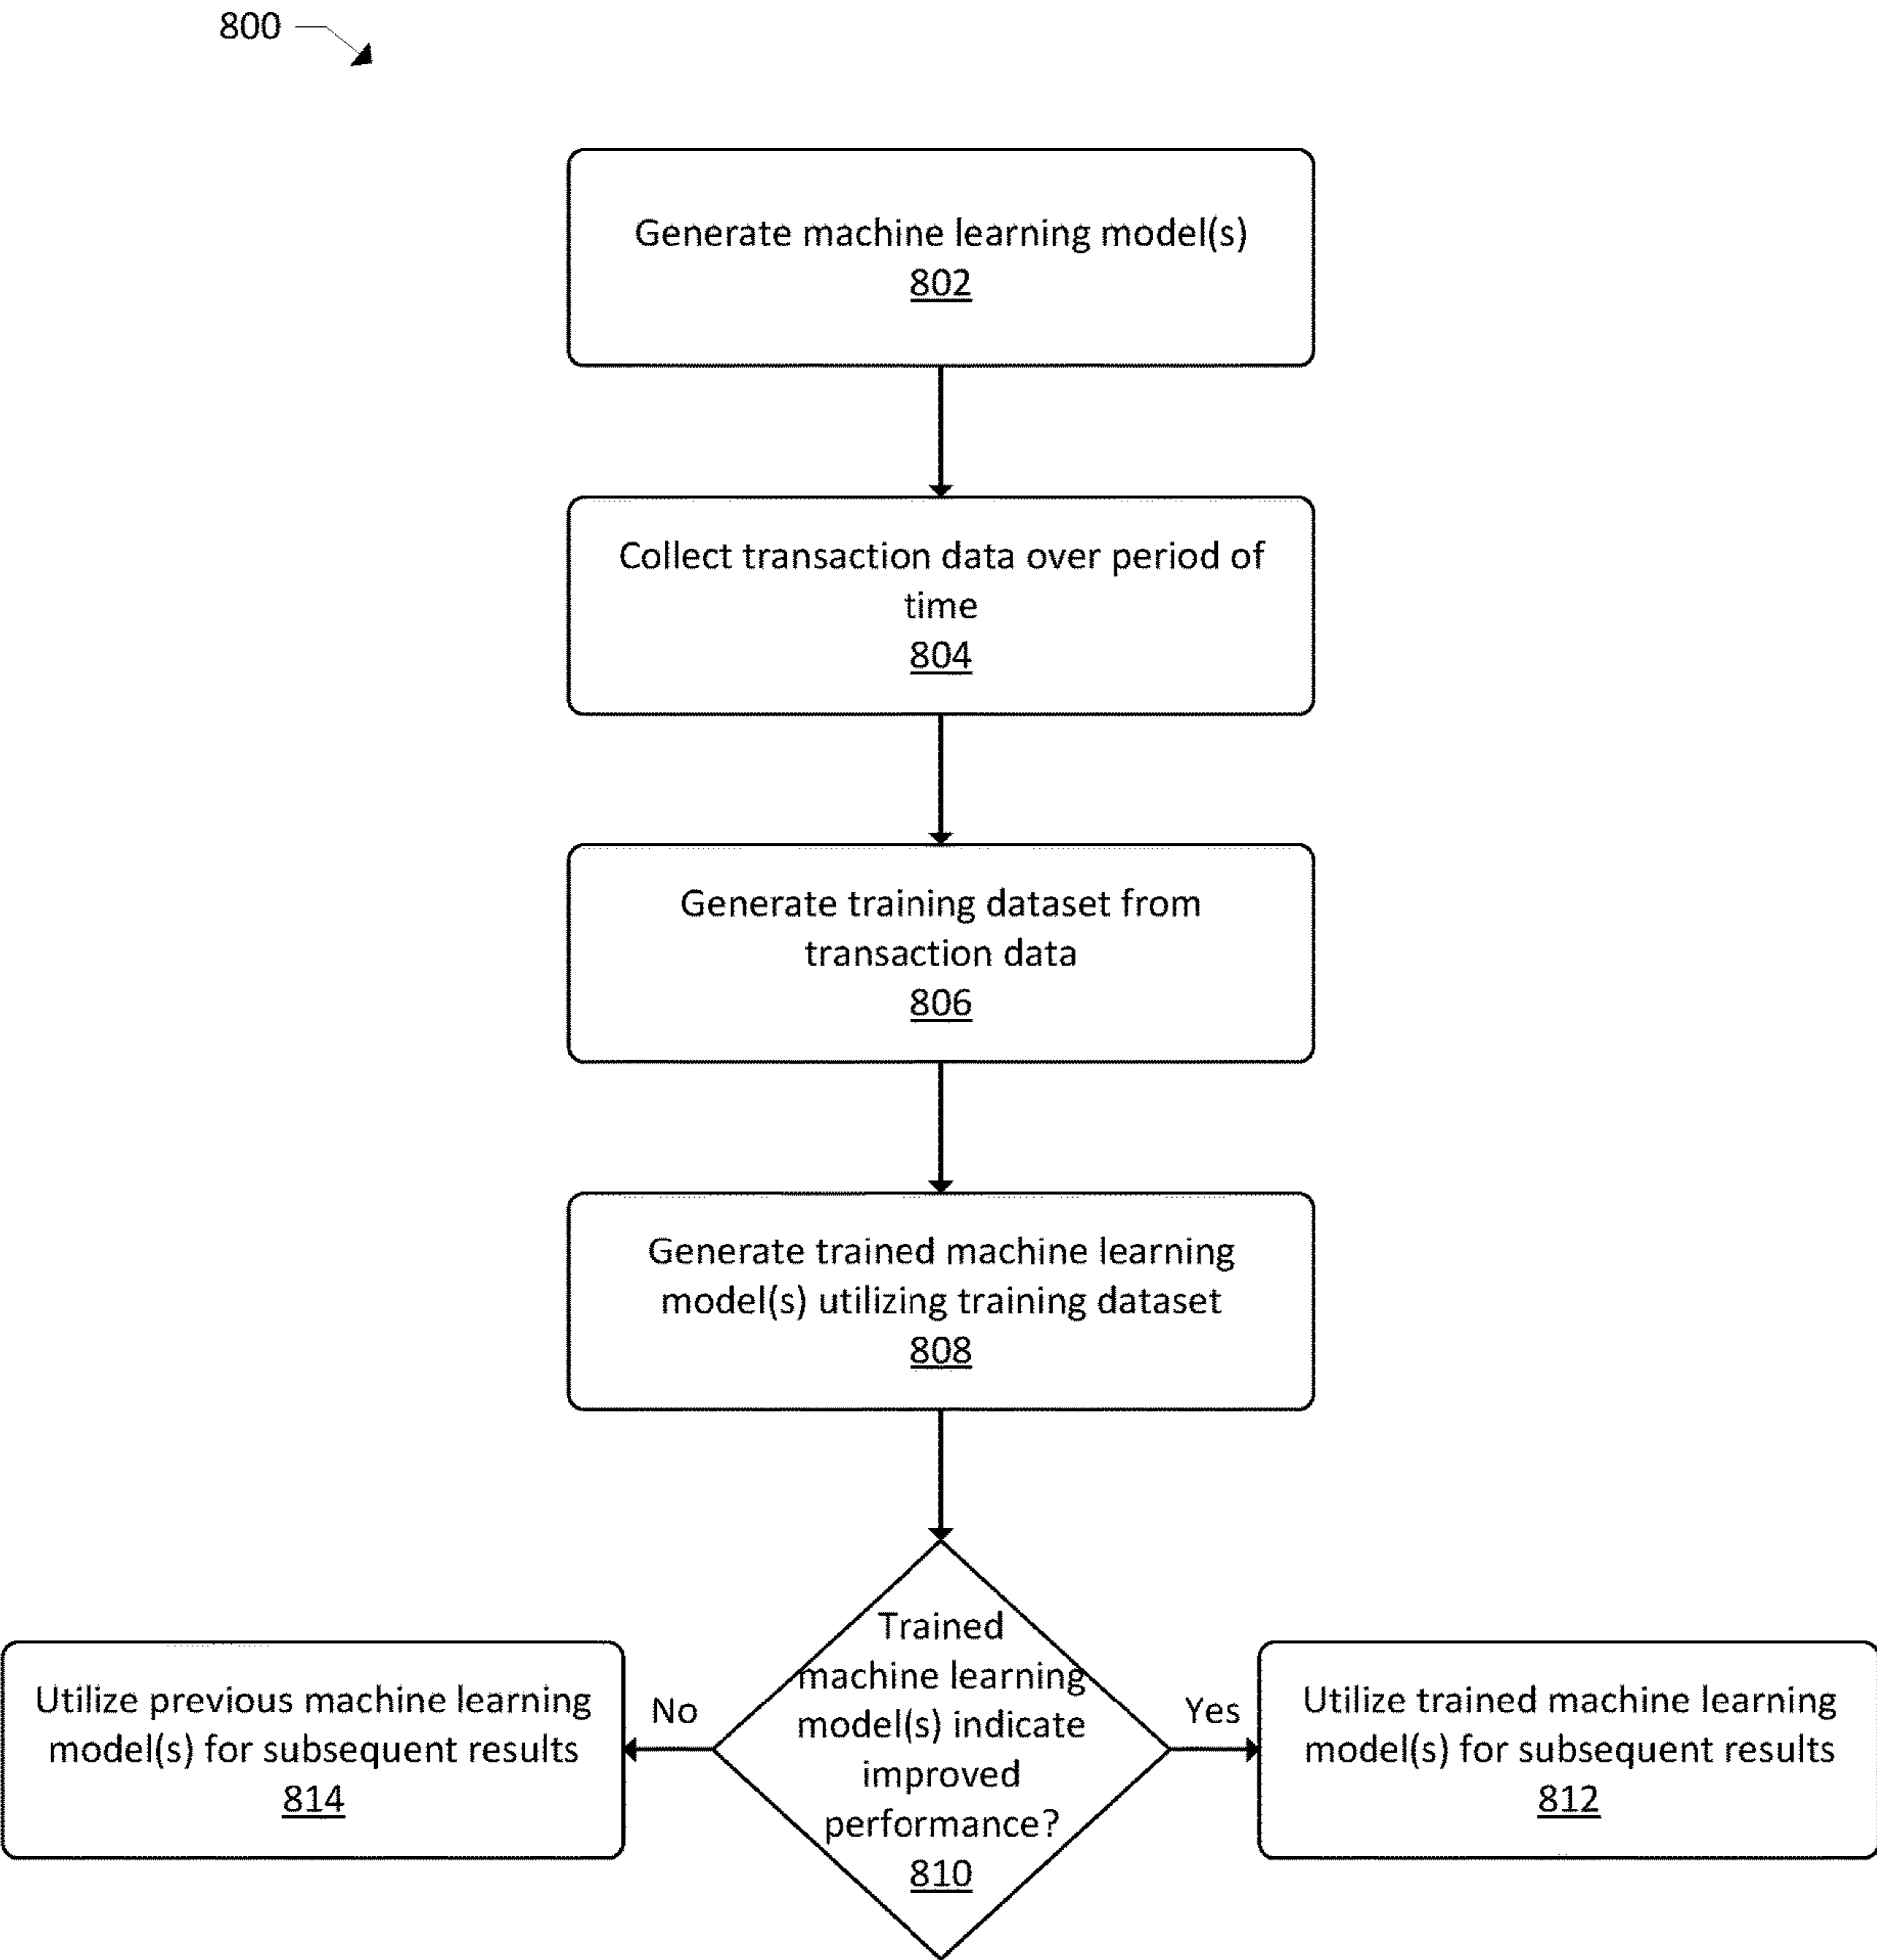 800
Generate machine learning model(s)
802
Collect transaction data over period of
time
804
Generate training dataset from
transaction data
806
Generate trained machine learning
model(s) utilizing training dataset
808
Trained
machine learning
model(s) indicate
improved
performance?
810
No
Yes
Utilize previous machine learning
model(s) for subsequent results
814
Utilize trained machine learning
model(s) for subsequent results
812